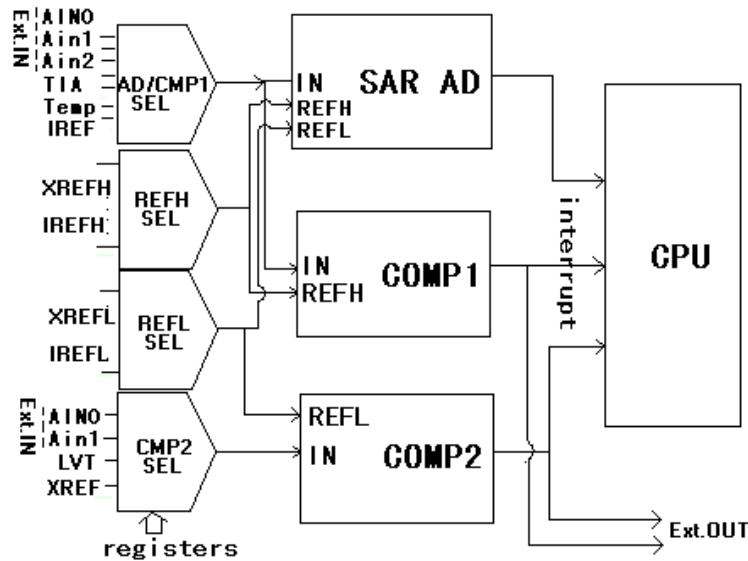 Ext.IN
AIN0
Ain1
Ain2
TIA
Temp
IREF
AD/CMP1
SEL
IN
REFH
REFL
SAR AD
XREFH
IREFH
REFH
SEL
interrupt
CPU
IN
REFH
COMP1
XREFL
IREFL
REFL
SEL
Ext.IN
AIN0
Ain1
LVT
XREF
CMP2
SEL
REFL
IN
COMP2
Ext.OUT
registers